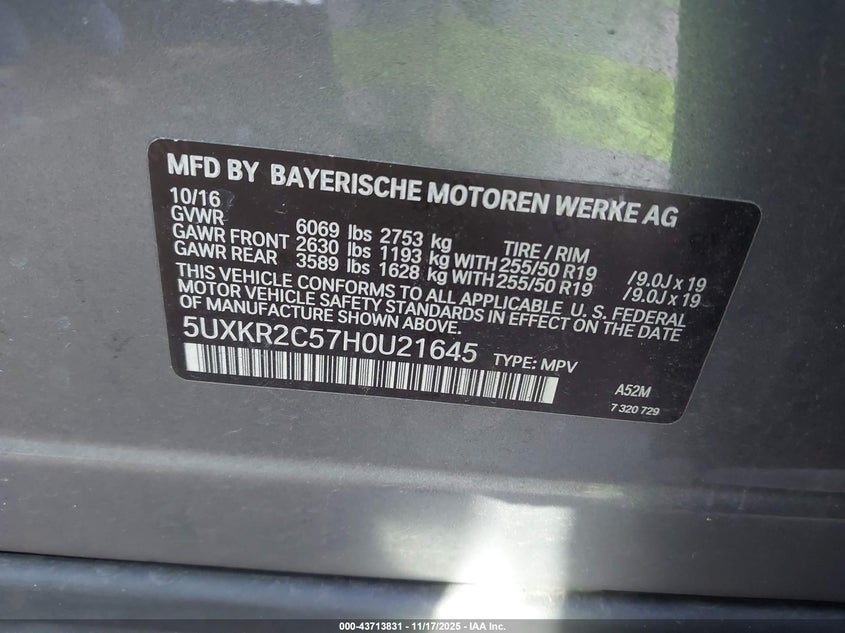 MFD BY BAYERISCHE MOTOREN WERKE AG
10/16
GVWR 6069 lbs 2753 kg TIRE / RIM
GAWR FRONT 2630 lbs 1193 kg WITH 255/50 R19 /9.0J x 19
GAWR REAR 3589 lbs 1628 kg WITH 255/50 R19 /9.0J x 19
THIS VEHICLE CONFORMS TO ALL APPLICABLE U. S. FEDERAL
MOTOR VEHICLE SAFETY STANDARDS IN EFFECT ON THE DATE
OF MANUFACTURE SHOWN ABOVE.
5UXKR2C57H0U21645 TYPE: MPV
A52M
7 320 729
000-43713831 - 11/17/2025 - IAA Inc.